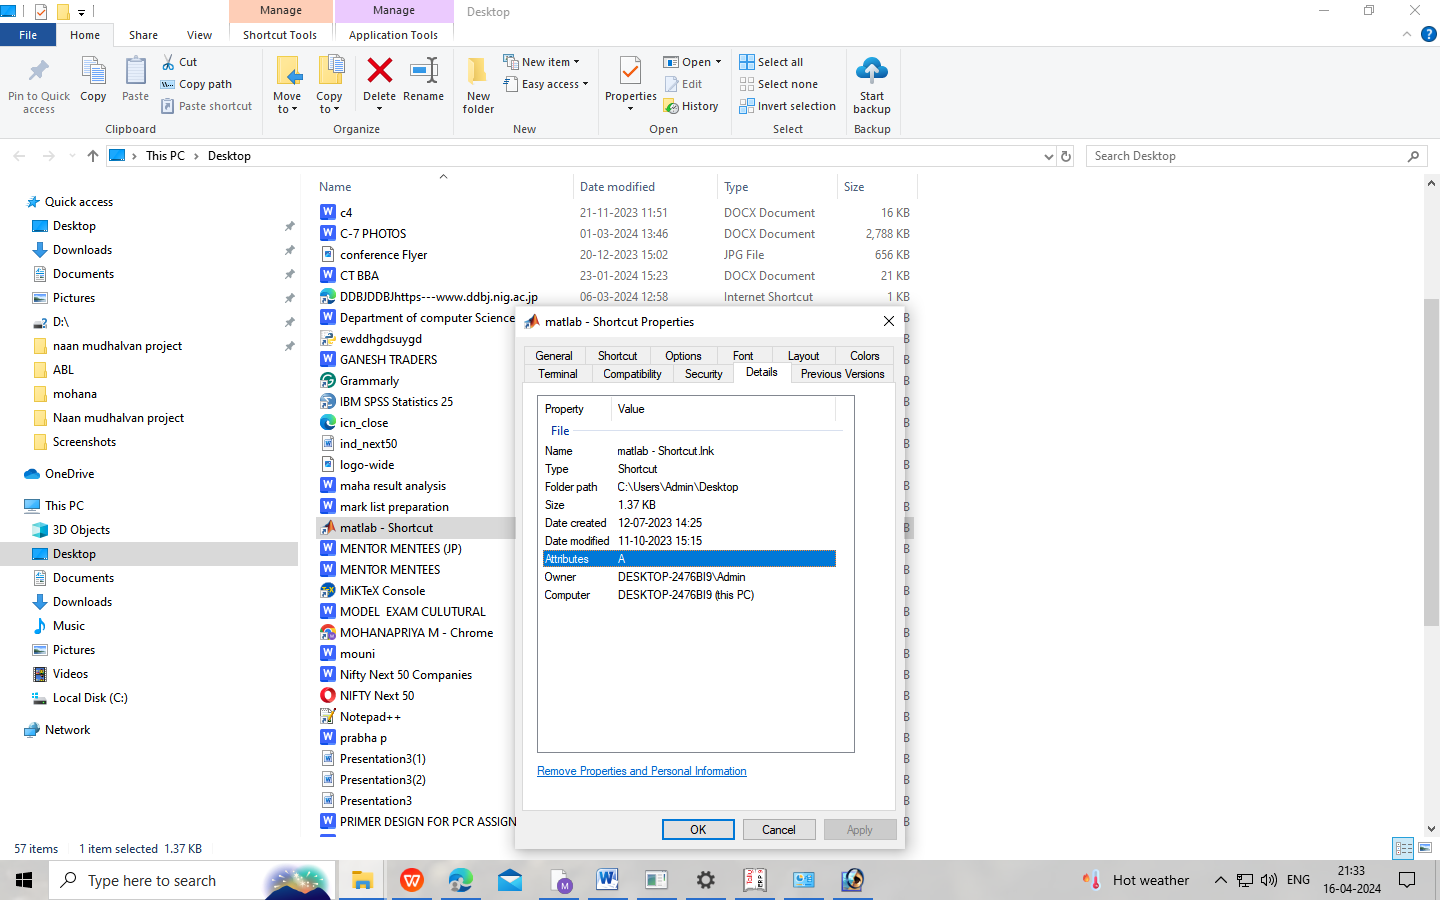 Manage
Manage
Desktop
File
Home
Share
View
Shortcut Tools
Application Tools
Pin to Quick access
Copy
Paste
Cut
Copy path
Paste shortcut
Clipboard
Move to
Copy to
Delete
Rename
Organize
New folder
New item
Easy access
New
Properties
Open
Edit
History
Open
Select all
Select none
Invert selection
Select
Start backup
Backup
This PC > Desktop
Search Desktop
Quick access
Desktop
Downloads
Documents
Pictures
D:\
naan mudhalvan project
ABL
mohana
Naan mudhalvan project
Screenshots
OneDrive
This PC
3D Objects
Desktop
Documents
Downloads
Music
Pictures
Videos
Local Disk (C:)
Network
Name Date modified Type Size
c4 21-11-2023 11:51 DOCX Document 16 KB
C-7 PHOTOS 01-03-2024 13:46 DOCX Document 2,788 KB
conference Flyer 20-12-2023 15:02 JPG File 656 KB
CT BBA 23-01-2024 15:23 DOCX Document 21 KB
DDBJDDBJhttps---www.ddbj.nig.ac.jp 06-03-2024 12:58 Internet Shortcut 1 KB
Department of computer Science B
ewddhgdsuygd B
GANESH TRADERS B
Grammarly B
IBM SPSS Statistics 25 B
icn_close B
ind_next50 B
logo-wide B
maha result analysis B
mark list preparation B
matlab - Shortcut B
MENTOR MENTEES (JP) B
MENTOR MENTEES B
MiKTeX Console B
MODEL EXAM CULUTURAL B
MOHANAPRIYA M - Chrome B
mouni B
Nifty Next 50 Companies B
NIFTY Next 50 B
Notepad++ B
prabha p B
Presentation3(1) B
Presentation3(2) B
Presentation3 B
PRIMER DESIGN FOR PCR ASSIGN B
matlab - Shortcut Properties
General Shortcut Options Font Layout Colors
Terminal Compatibility Security Details Previous Versions
Property Value
File
Name matlab - Shortcut.lnk
Type Shortcut
Folder path C:\Users\Admin\Desktop
Size 1.37 KB
Date created 12-07-2023 14:25
Date modified 11-10-2023 15:15
Attributes A
Owner DESKTOP-2476BI9\Admin
Computer DESKTOP-2476BI9 (this PC)
Remove Properties and Personal Information
OK
Cancel
Apply
57 items 1 item selected 1.37 KB
Type here to search
Hot weather
ENG
21:33
16-04-2024